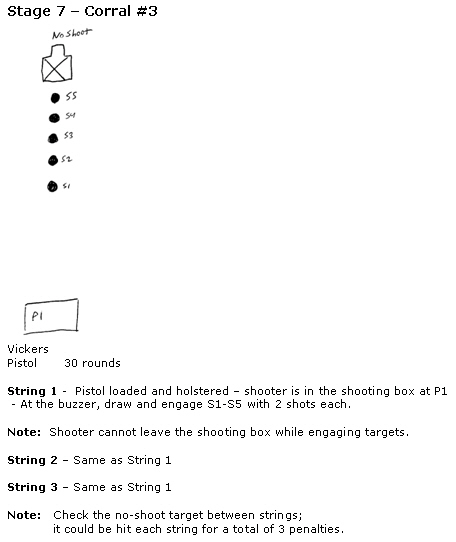 Stage 7 – Corral #3
No Shoot
S5
S4
S3
S2
S1
P1
Vickers
Pistol 30 rounds
String 1 - Pistol loaded and holstered – shooter is in the shooting box at P1
- At the buzzer, draw and engage S1-S5 with 2 shots each.
Note: Shooter cannot leave the shooting box while engaging targets.
String 2 – Same as String 1
String 3 – Same as String 1
Note: Check the no-shoot target between strings;
it could be hit each string for a total of 3 penalties.